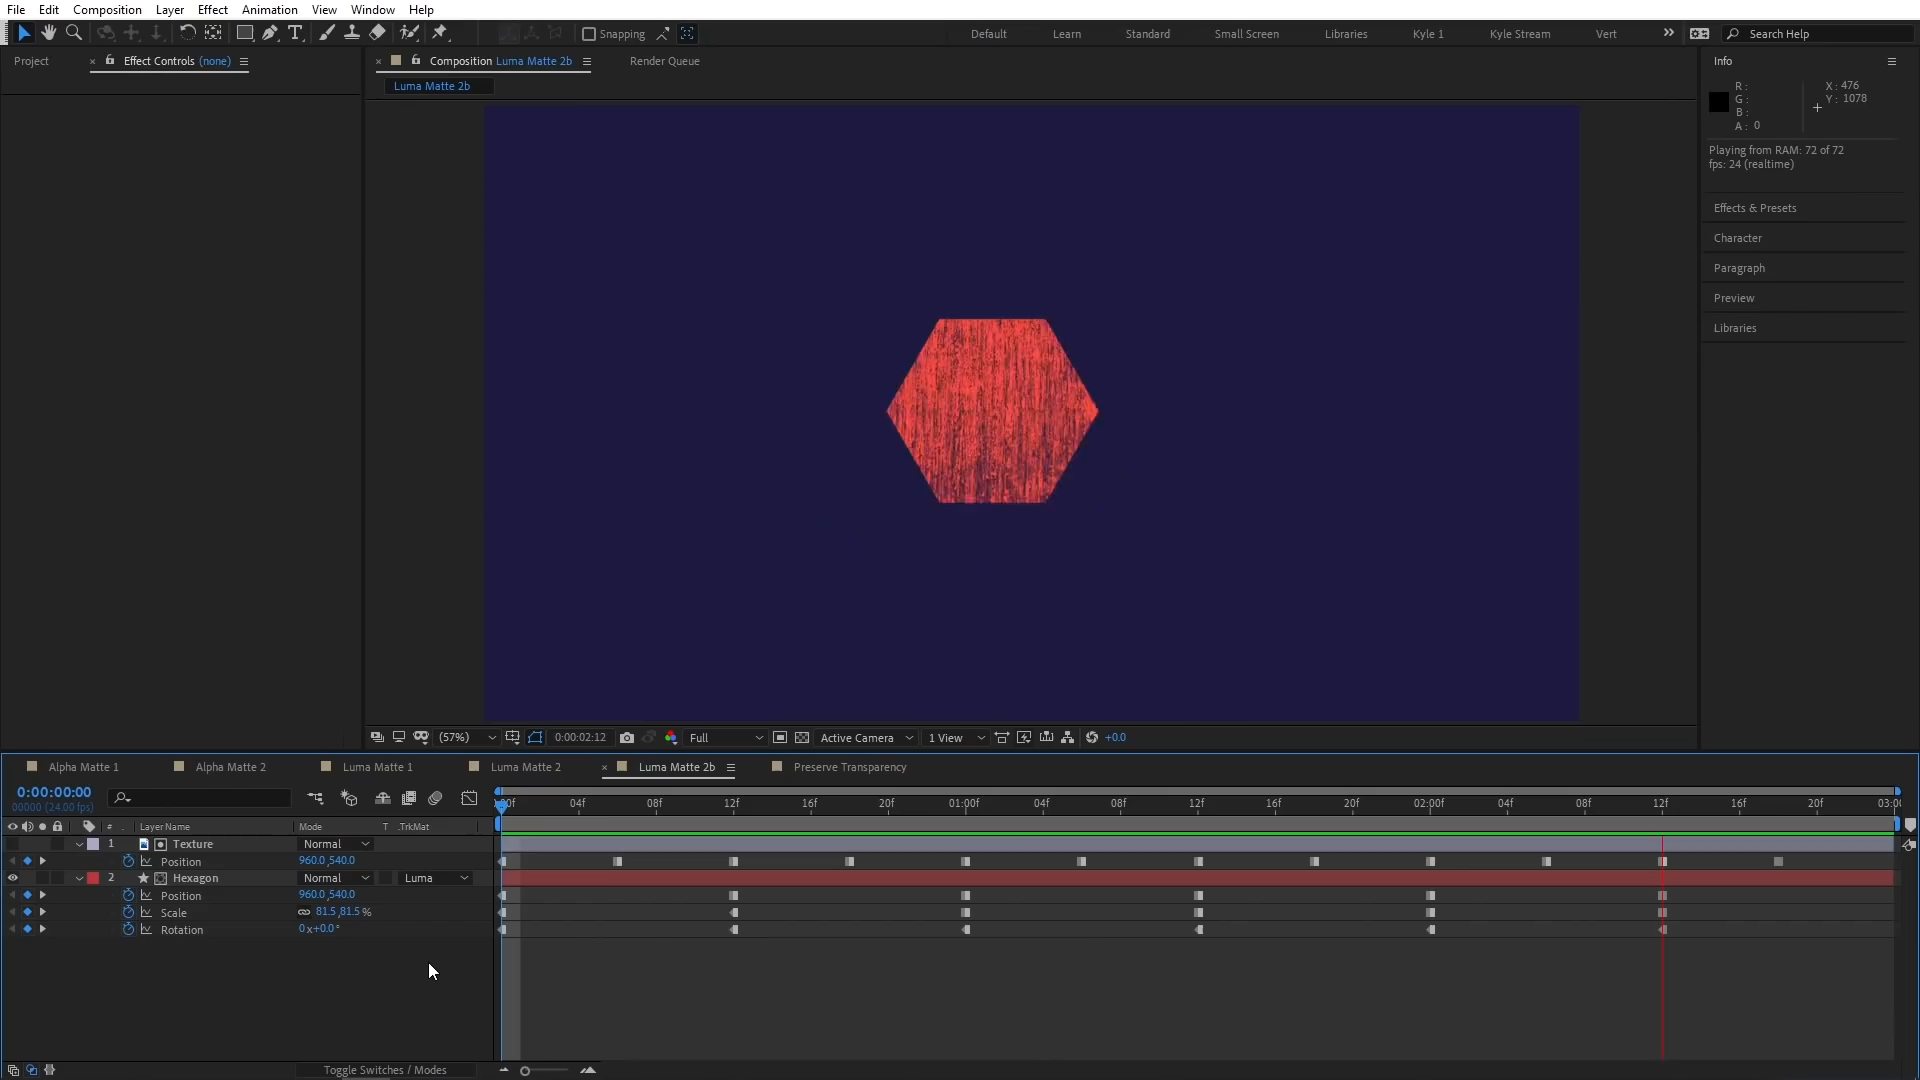 File Edit Composition Layer Effect Animation View Window Help
Snapping Default Learn Standard Small Screen Libraries Kyle 1 Kyle Stream Vert Search Help
Project Effect Controls (none)
Composition Luma Matte 2b Render Queue
Luma Matte 2b
Info
R :
G :
B :
A : 0
X : 476
Y : 1078
Playing from RAM: 72 of 72
fps: 24 (realtime)
Effects & Presets
Character
Paragraph
Preview
Libraries
(57%) 0:00:02:12 Full Active Camera 1 View +0.0
Alpha Matte 1 Alpha Matte 2 Luma Matte 1 Luma Matte 2 Luma Matte 2b Preserve Transparency
0:00:00:00
00000 (24.00 fps)
04f 08f 12f 16f 20f 01:00f 04f 08f 12f 16f 20f 02:00f 04f 08f 12f 16f 20f 03:00
# Layer Name Mode T .TrkMat
1 Texture Normal
Position 960.0,540.0
2 Hexagon Normal Luma
Position 960.0,540.0
Scale 81.5,81.5 %
Rotation 0 x+0.0 °
Toggle Switches / Modes